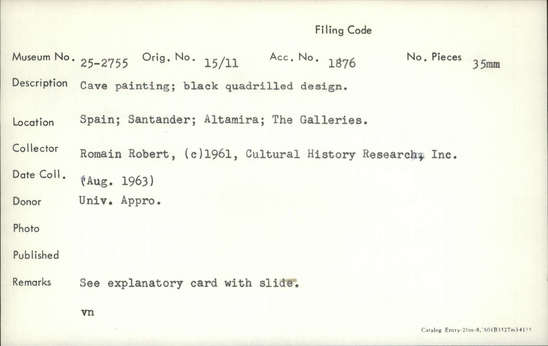 Filing Code
Museum No. 25-2755 Orig. No. 15/11 Acc. No. 1876 No. Pieces 35mm
Description Cave painting; black quadrilled design.
Location Spain; Santander; Altamira; The Galleries.
Collector Romain Robert, (c)1961, Cultural History Research, Inc.
Date Coll. (Aug. 1963)
Donor Univ. Appro.
Photo
Published
Remarks See explanatory card with slide.
vn
Catalog Entry